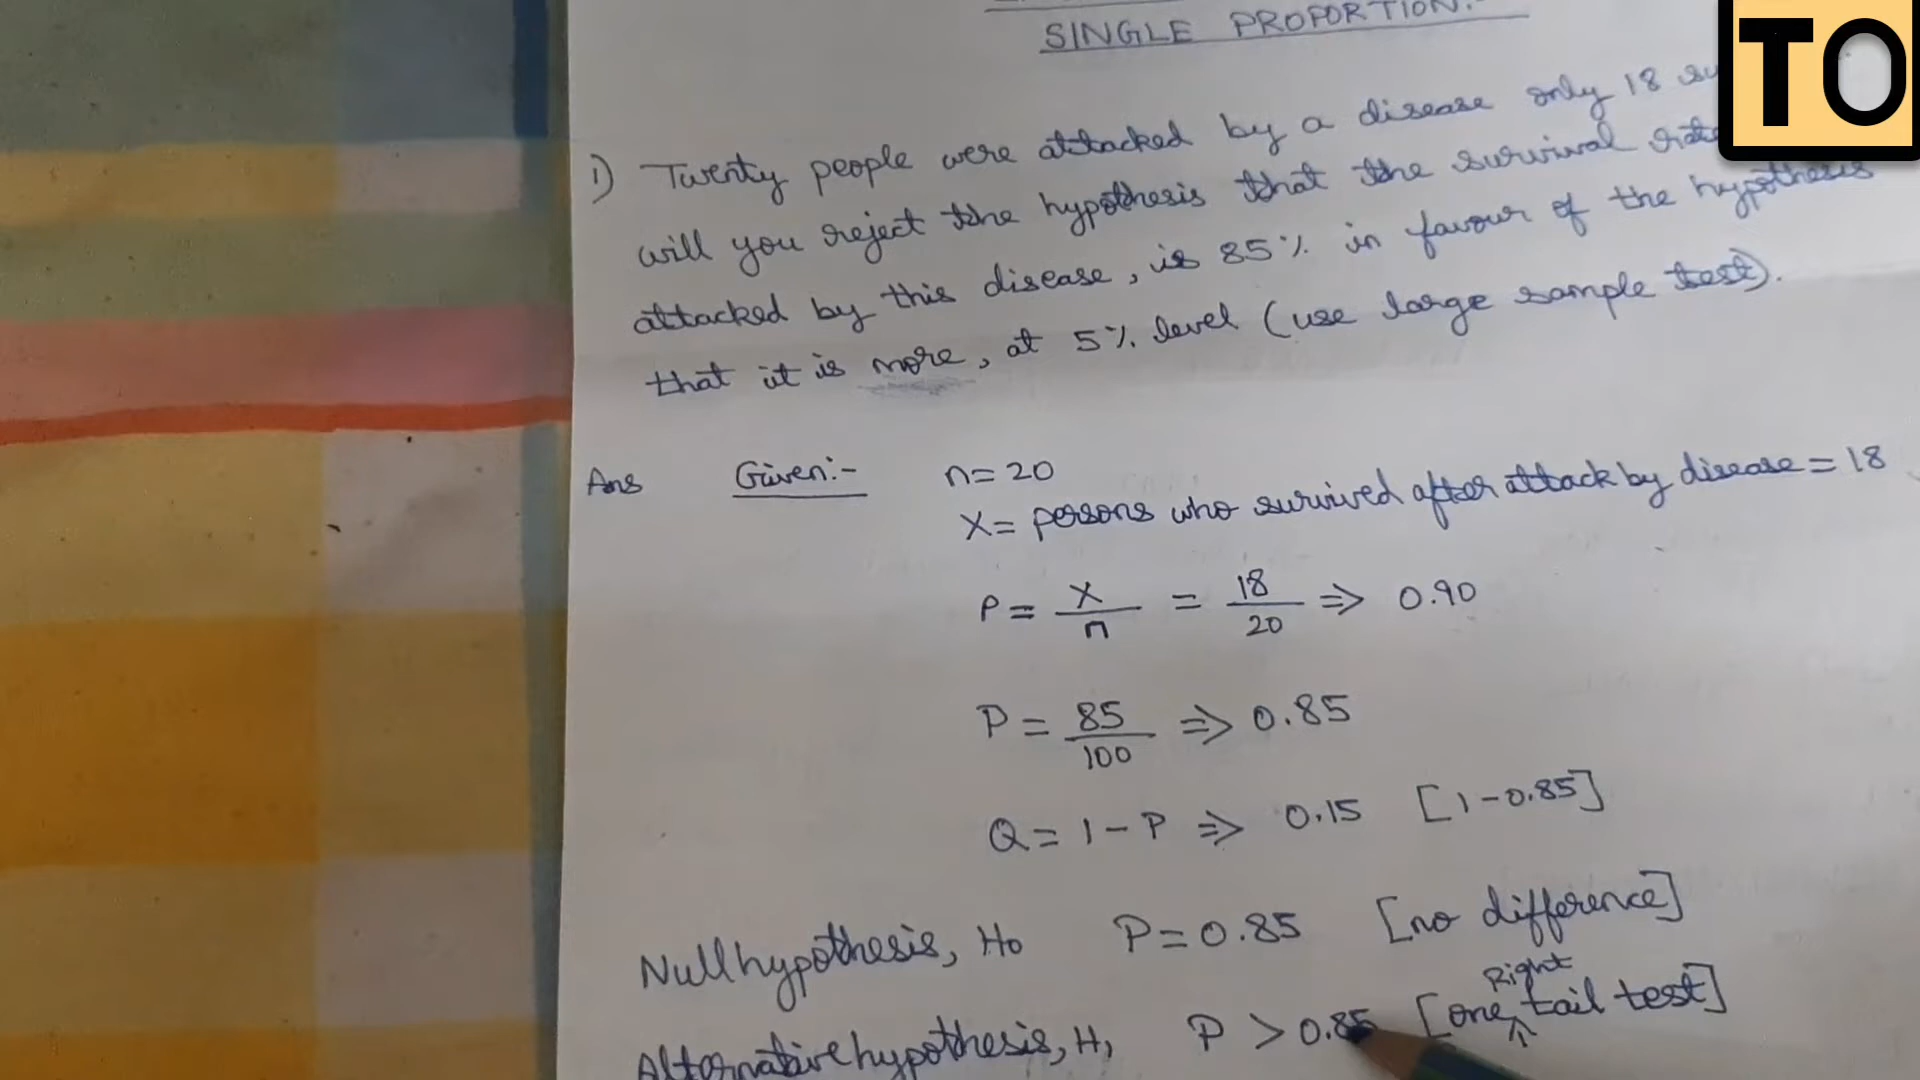 SINGLE PROPORTION:-
TO
1) Twenty people were attacked by a disease only 18
will you reject the hypothesis that the survival
attacked by this disease, is 85% in favour of the hypothesis
that it is more, at 5% level (use large sample test).
Ans Given:- n=20
X= persons who survived after attack by disease = 18
P = X/n = 18/20 => 0.90
P = 85/100 => 0.85
Q = 1-P => 0.15 [1-0.85]
Null hypothesis, H0 P=0.85 [no difference]
Right
Alternative hypothesis, H1 P > 0.85 [one tail test]